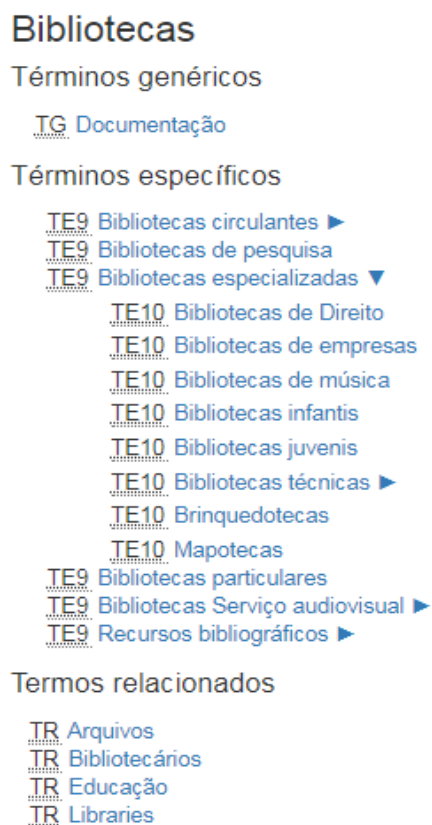 Bibliotecas
Términos genéricos
TG Documentação
Términos específicos
TE9 Bibliotecas circulantes ►
TE9 Bibliotecas de pesquisa
TE9 Bibliotecas especializadas ▼
TE10 Bibliotecas de Direito
TE10 Bibliotecas de empresas
TE10 Bibliotecas de música
TE10 Bibliotecas infantis
TE10 Bibliotecas juvenis
TE10 Bibliotecas técnicas ►
TE10 Brinquedotecas
TE10 Mapotecas
TE9 Bibliotecas particulares
TE9 Bibliotecas Serviço audiovisual ►
TE9 Recursos bibliográficos ►
Termos relacionados
TR Arquivos
TR Bibliotecários
TR Educação
TR Libraries